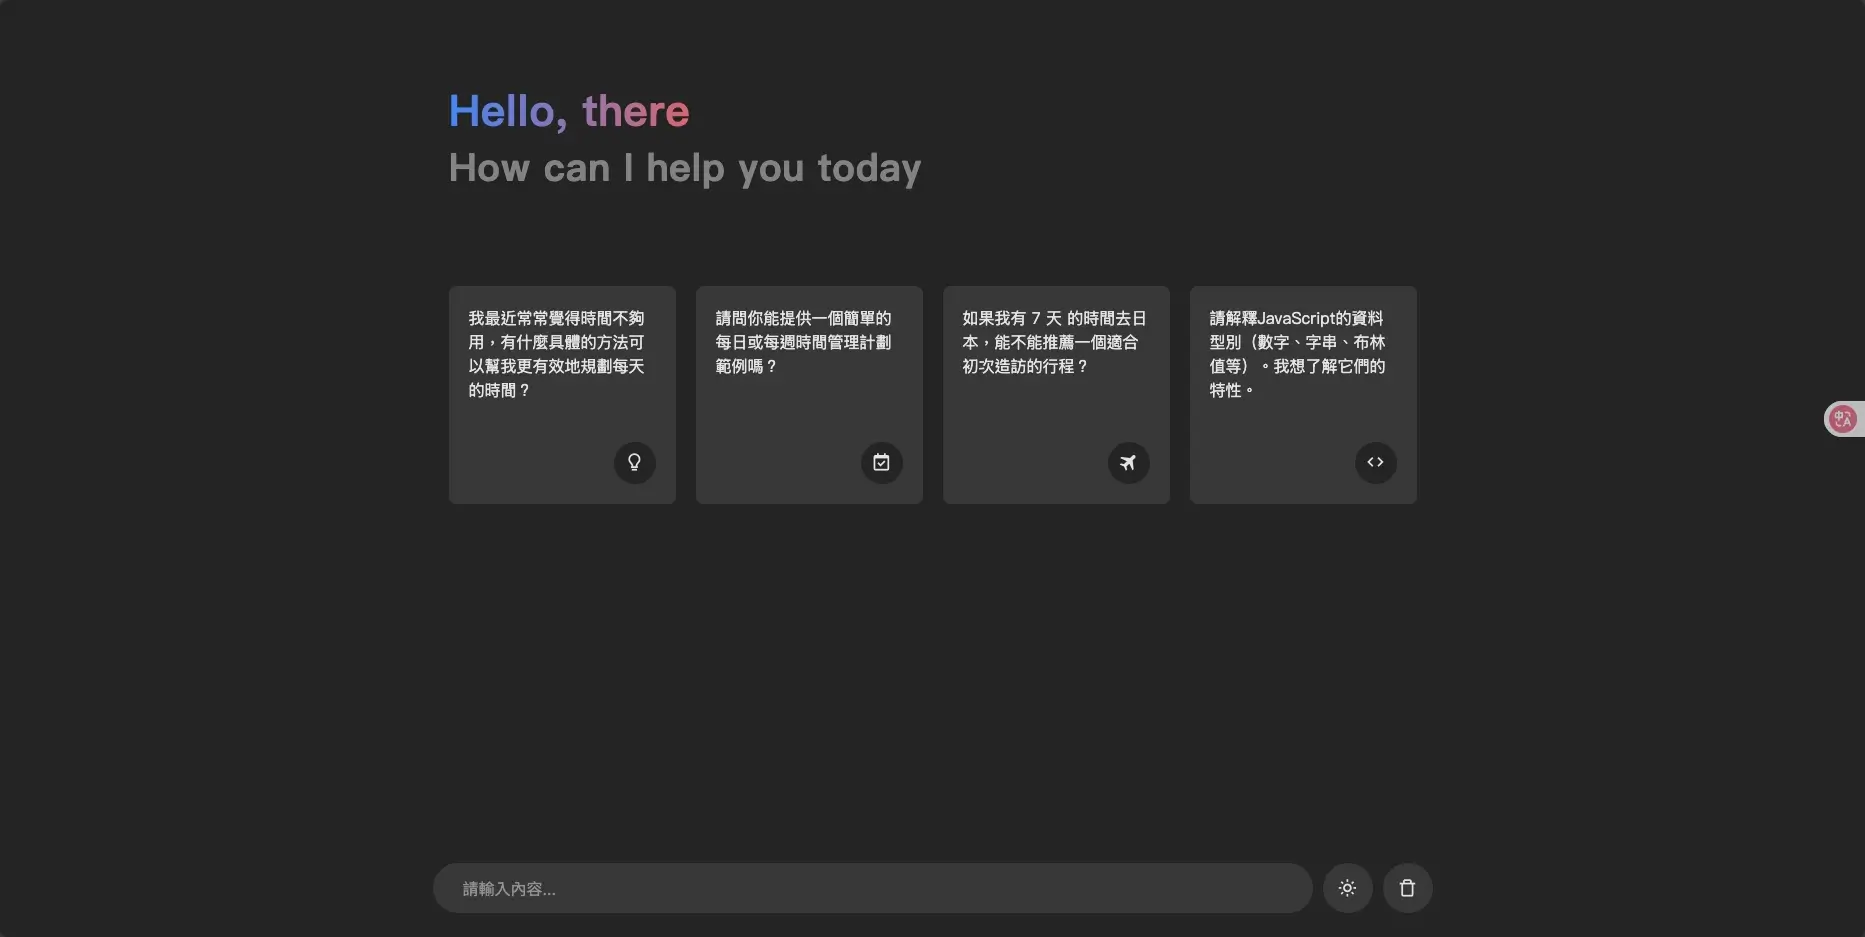 Hello, there
How can I help you today
我最近常常覺得時間不夠
用，有什麼具體的方法可
以幫我更有效地規劃每天
的時間？
請問你能提供一個簡單的
每日或每週時間管理計劃
範例嗎？
如果我有 7 天 的時間去日
本，能不能推薦一個適合
初次造訪的行程？
請解釋JavaScript的資料
型別（數字、字串、布林
值等）。我想了解它們的
特性。
中
A
請輸入內容...